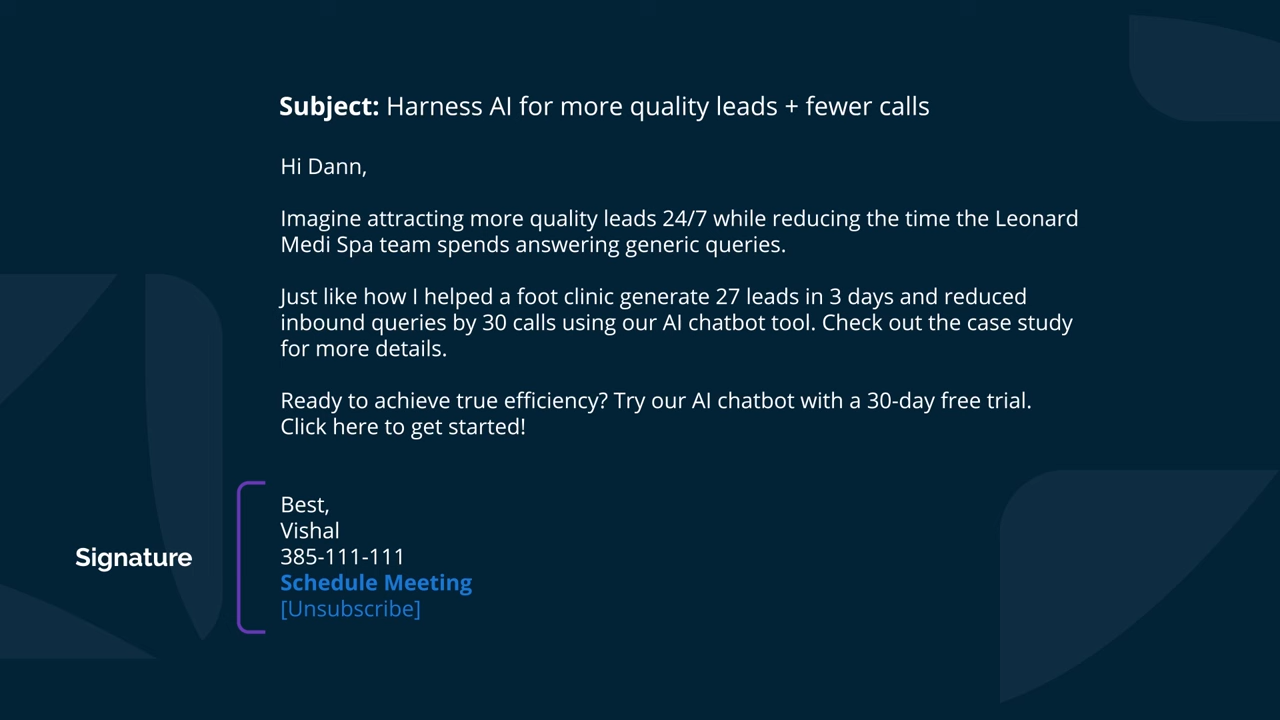 Subject: Harness AI for more quality leads + fewer calls
Hi Dann,
Imagine attracting more quality leads 24/7 while reducing the time the Leonard
Medi Spa team spends answering generic queries.
Just like how I helped a foot clinic generate 27 leads in 3 days and reduced
inbound queries by 30 calls using our AI chatbot tool. Check out the case study
for more details.
Ready to achieve true efficiency? Try our AI chatbot with a 30-day free trial.
Click here to get started!
Signature
Best,
Vishal
385-111-111
Schedule Meeting
[Unsubscribe]